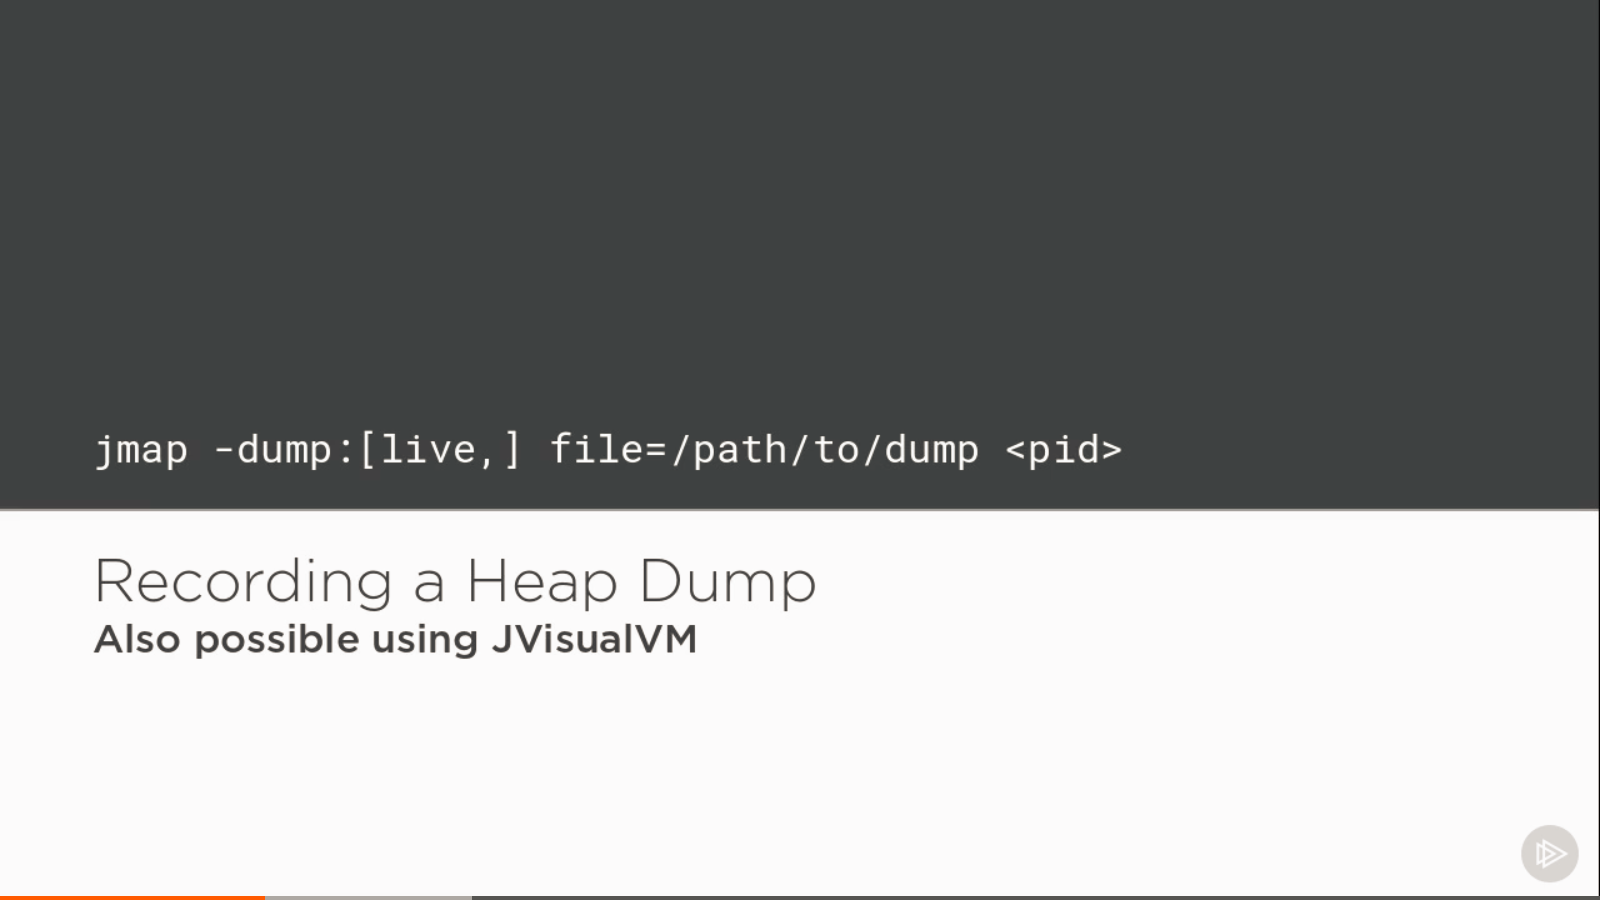 jmap -dump:[live,] file=/path/to/dump <pid>
Recording a Heap Dump
Also possible using JVisualVM